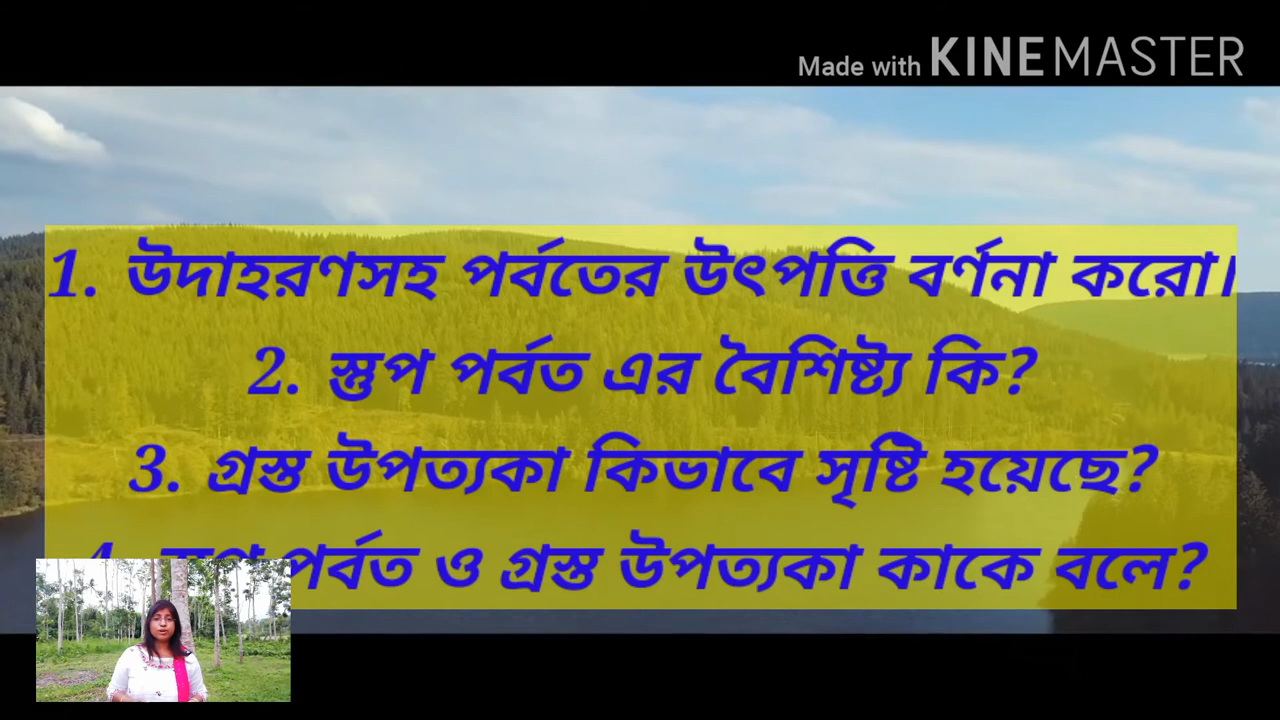 Made with KINEMASTER
1. উদাহরণসহ পর্বতের উৎপত্তি বর্ণনা করো।
2. স্তুপ পর্বত এর বৈশিষ্ট্য কি?
3. গ্রস্ত উপত্যকা কিভাবে সৃষ্টি হয়েছে?
4. পর্বত ও গ্রস্ত উপত্যকা কাকে বলে?